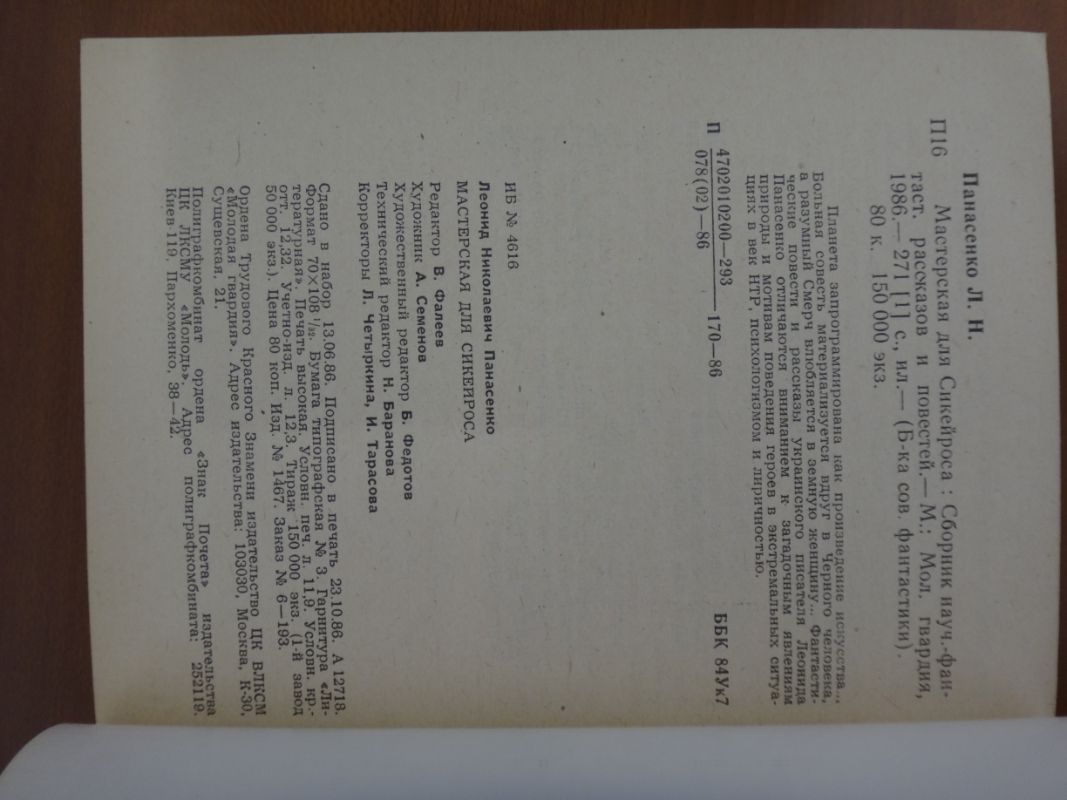 Панасенко Л. Н.
П16 Мастерская для Сикейроса : Сборник науч.-фан-
таст. рассказов и повестей.— М.: Мол. гвардия,
1986.— 271 [1] с., ил.— (Б-ка сов. фантастики).
80 к. 150 000 экз.
Планета запрограммирована как произведение искусства...
Больная совесть материализуется вдруг в Черного человека,
а разумный Смерч влюбляется в земную женщину... Фантасти-
ческие повести и рассказы украинского писателя Леонида
Панасенко отличаются вниманием к загадочным явлениям
природы и мотивам поведения героев в экстремальных ситуа-
циях в век НТР, психологизмом и лиричностью.
П 4702010200—293
078(02)—86 170—86
ББК 84Ук7
ИБ № 4616
Леонид Николаевич Панасенко
МАСТЕРСКАЯ ДЛЯ СИКЕЙРОСА
Редактор В. Фалеев
Художник А. Семенов
Художественный редактор Б. Федотов
Технический редактор Н. Баранова
Корректоры Л. Четыркина, И. Тарасова
Сдано в набор 13.06.86. Подписано в печать 23.10.86. А 12718.
Формат 70×108 1/32. Бумага типографская № 3. Гарнитура «Ли-
тературная». Печать высокая. Условн. печ. л. 11,9. Условн. кр.-
отт. 12,32. Учетно-изд. л. 12,3. Тираж 150 000 экз. (1-й завод
50 000 экз.). Цена 80 коп. Изд. № 1467. Заказ № 6—193.
Ордена Трудового Красного Знамени издательство ЦК ВЛКСМ
«Молодая гвардия». Адрес издательства: 103030, Москва, К-30,
Сущевская, 21.
Полиграфкомбинат ордена «Знак Почета» издательства
ЦК ЛКСМУ «Молодь». Адрес полиграфкомбината: 252119.
Киев-119, Пархоменко, 38—42.